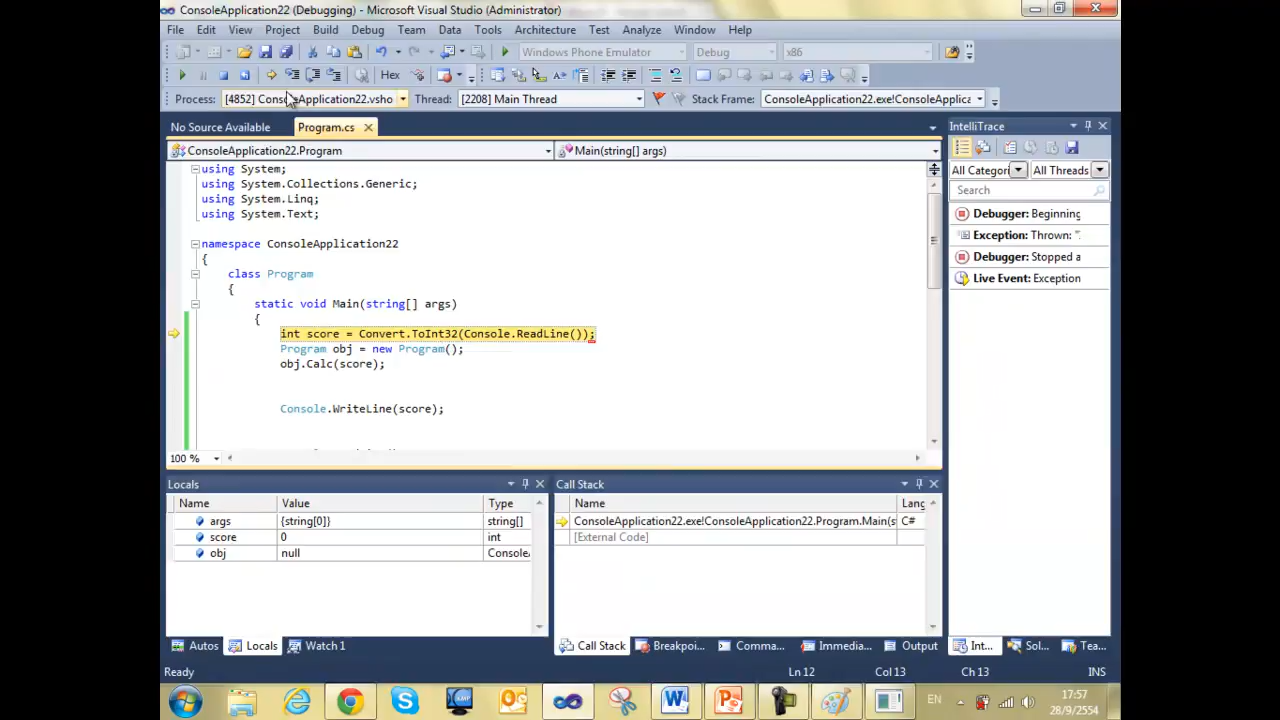 ConsoleApplication22 (Debugging) - Microsoft Visual Studio (Administrator)
File Edit View Project Build Debug Team Data Tools Architecture Test Analyze Window Help
Windows Phone Emulator Debug x86
Hex
Process: [4852] ConsoleApplication22.vsho Thread: [2208] Main Thread Stack Frame: ConsoleApplication22.exe!ConsoleApplica
No Source Available Program.cs
ConsoleApplication22.Program Main(string[] args)
using System;
using System.Collections.Generic;
using System.Linq;
using System.Text;
namespace ConsoleApplication22
{
class Program
{
static void Main(string[] args)
{
int score = Convert.ToInt32(Console.ReadLine());
Program obj = new Program();
obj.Calc(score);
Console.WriteLine(score);
100 %
IntelliTrace
All Categori All Threads
Search
Debugger: Beginning
Exception: Thrown: "
Debugger: Stopped a
Live Event: Exception
Locals
Name Value Type
args {string[0]} string[]
score 0 int
obj null Console
Autos Locals Watch 1
Call Stack
Name Lang
ConsoleApplication22.exe!ConsoleApplication22.Program.Main(s C#
[External Code]
Call Stack Breakpoi... Comma... Immedia... Output
Int... Sol... Tea...
Ready Ln 12 Col 13 Ch 13 INS
EN 17:57
28/9/2554